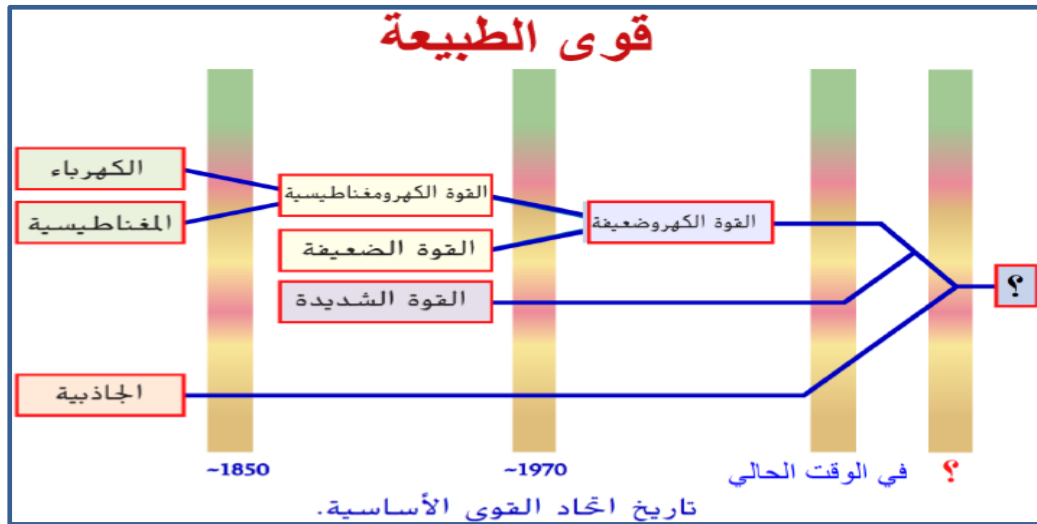 قوى الطبيعة
الكهرباء
المغناطيسية
القوة الكهرومغناطيسية
القوة الضعيفة
القوة الكهروضعيفة
القوة الشديدة
؟
الجاذبية
~1850
~1970
في الوقت الحالي
؟
تاريخ اتحاد القوى الأساسية.